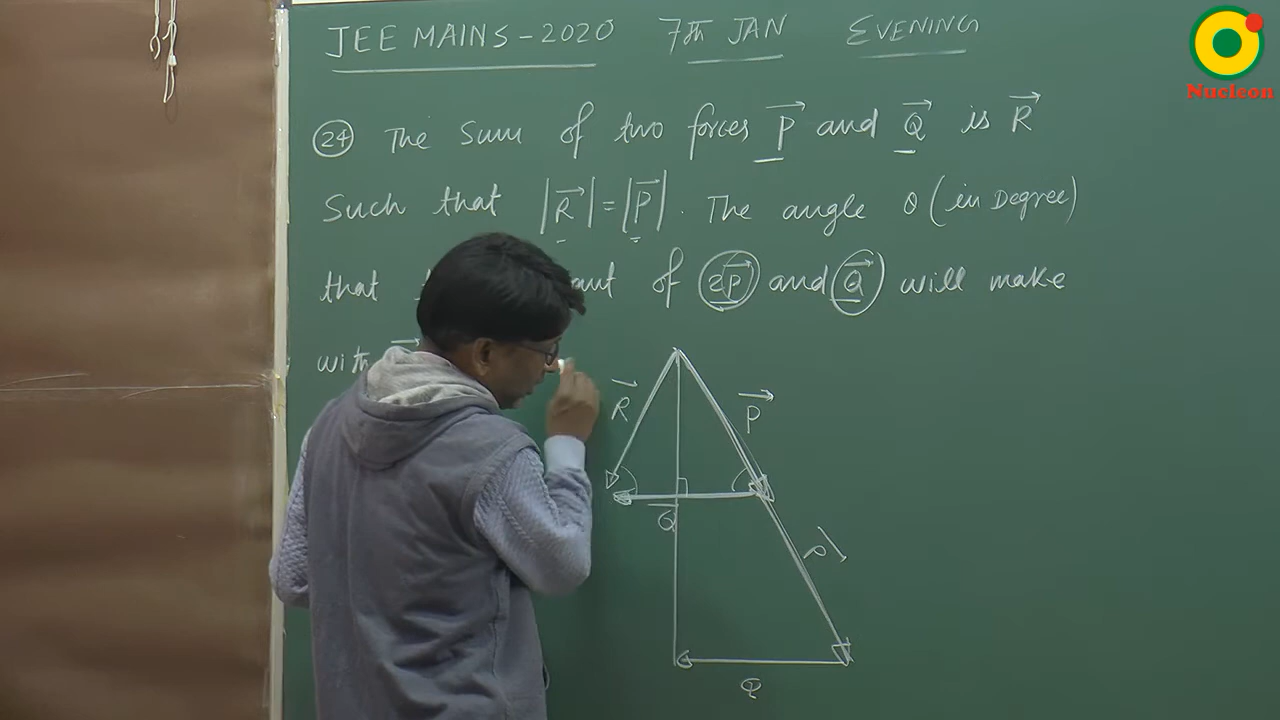 JEE MAINS-2020 7th JAN EVENING
Nucleon
24 The sum of two forces P and Q is R
Such that |R| = |P|. The angle θ (in Degree)
that of 2P and Q will make
with
R
P
Q
P
Q